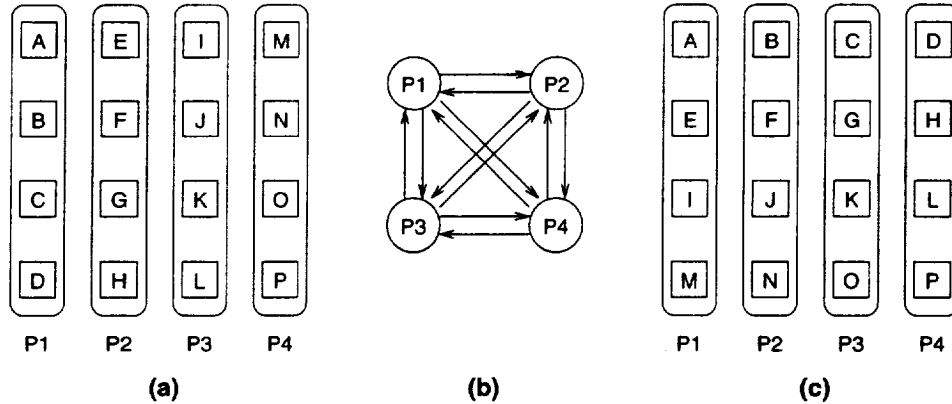 A E I M P1 P2 A B C D
B F J N E F G H
C G K O P3 P4 I J K L
D H L P M N O P
P1 P2 P3 P4 P1 P2 P3 P4
(a) (b) (c)